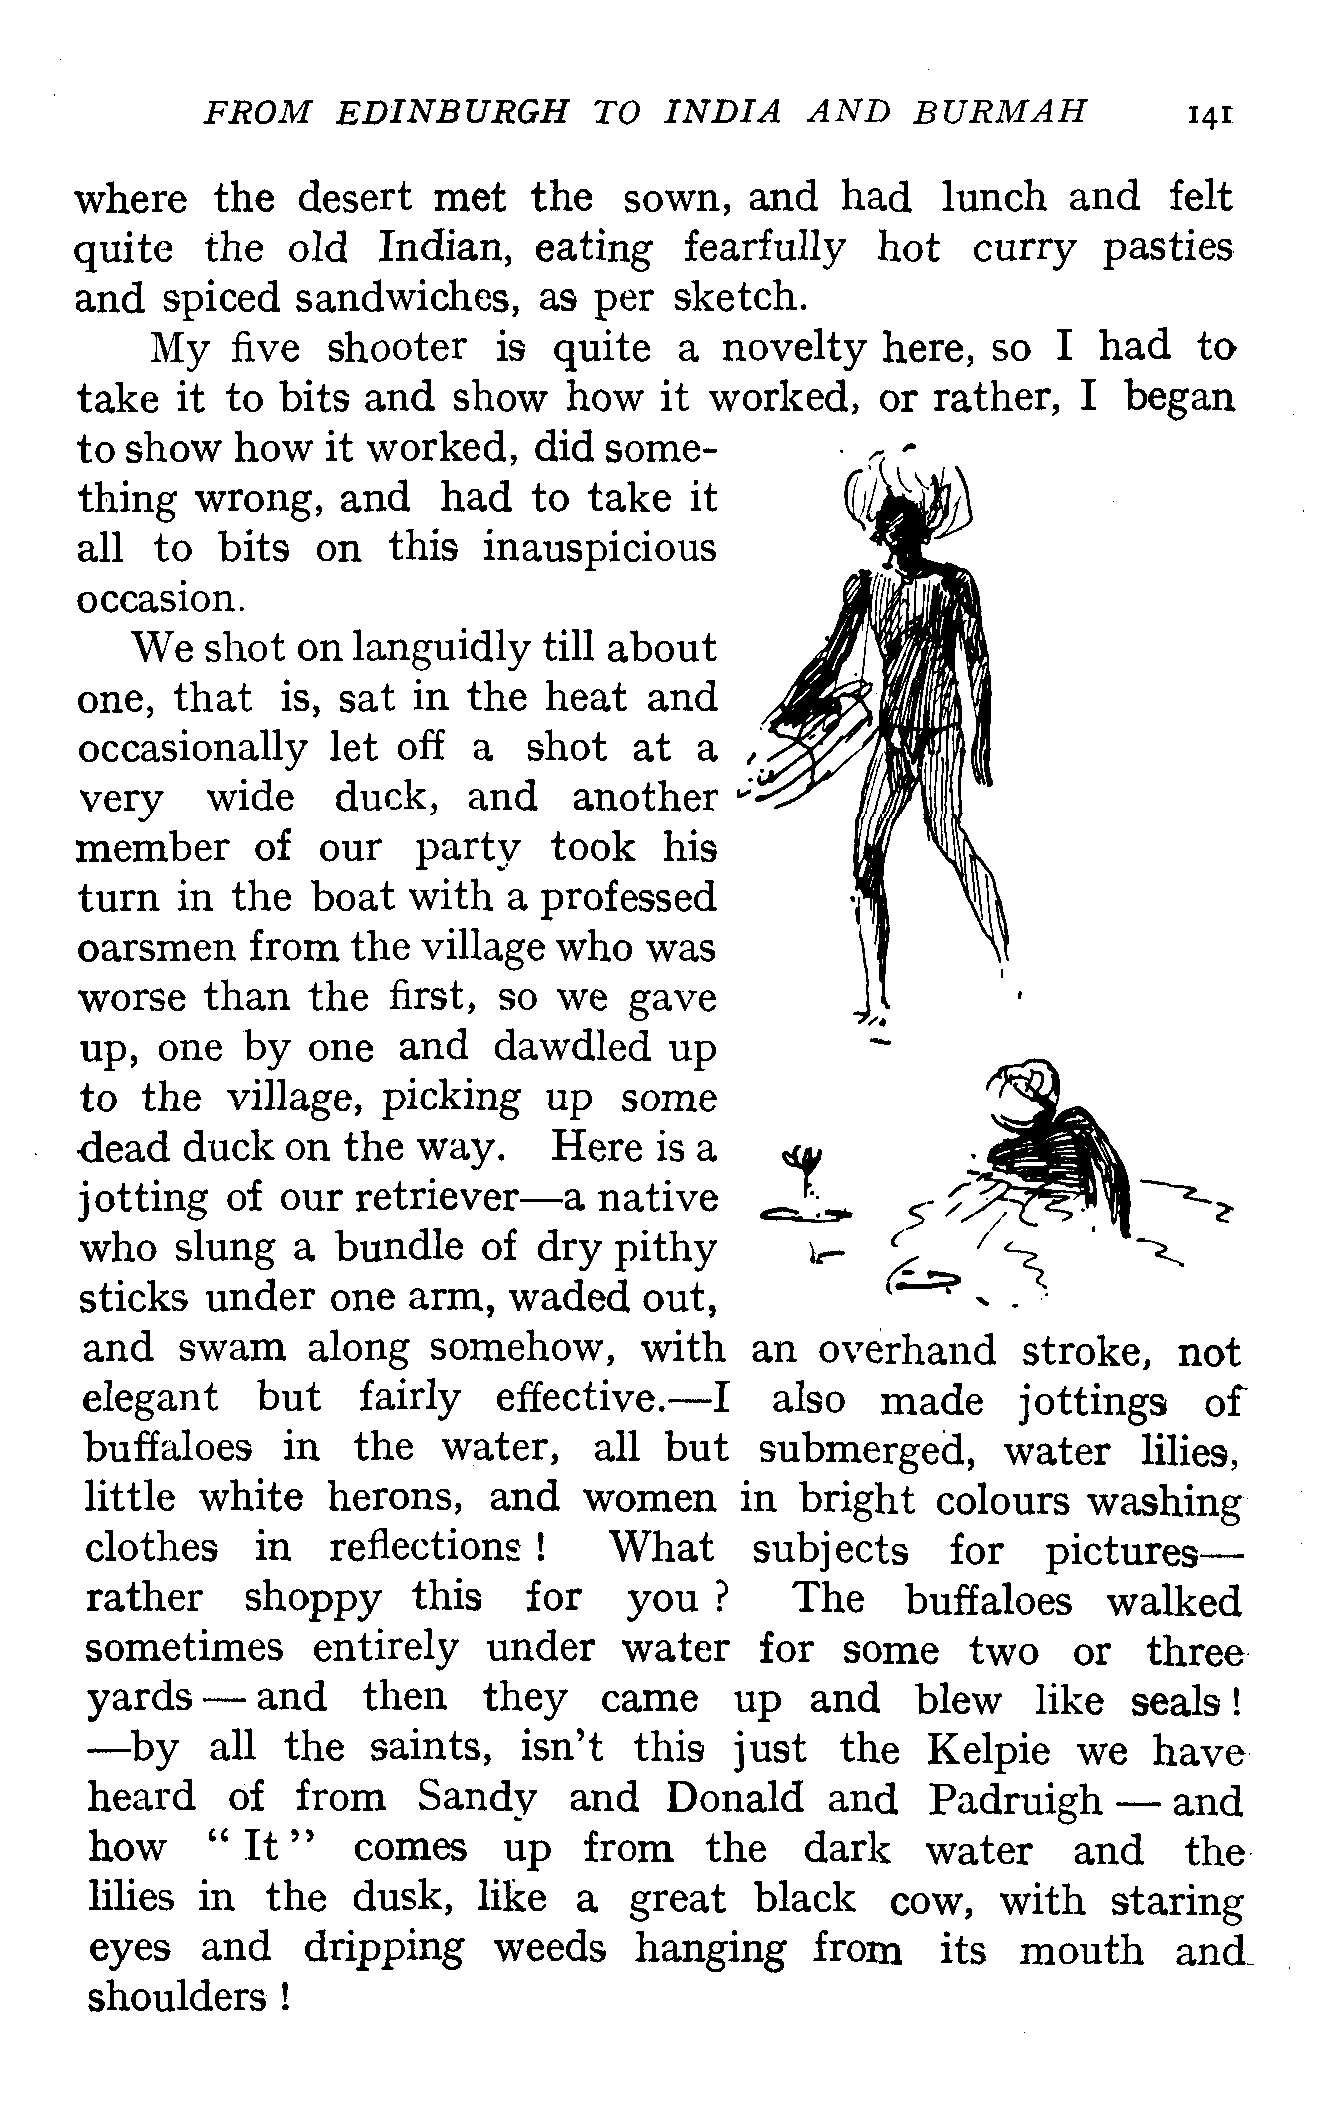 FROM EDINBURGH TO INDIA AND BURMAH 141
where the desert met the sown, and had lunch and felt
quite the old Indian, eating fearfully hot curry pasties
and spiced sandwiches, as per sketch.
My five shooter is quite a novelty here, so I had to
take it to bits and show how it worked, or rather, I began
to show how it worked, did some-
thing wrong, and had to take it
all to bits on this inauspicious
occasion.
We shot on languidly till about
one, that is, sat in the heat and
occasionally let off a shot at a
very wide duck, and another
member of our party took his
turn in the boat with a professed
oarsmen from the village who was
worse than the first, so we gave
up, one by one and dawdled up
to the village, picking up some
dead duck on the way. Here is a
jotting of our retriever—a native
who slung a bundle of dry pithy
sticks under one arm, waded out,
and swam along somehow, with an overhand stroke, not
elegant but fairly effective.—I also made jottings of
buffaloes in the water, all but submerged, water lilies,
little white herons, and women in bright colours washing
clothes in reflections ! What subjects for pictures—
rather shoppy this for you ? The buffaloes walked
sometimes entirely under water for some two or three
yards — and then they came up and blew like seals !
—by all the saints, isn't this just the Kelpie we have
heard of from Sandy and Donald and Padruigh — and
how " It " comes up from the dark water and the
lilies in the dusk, like a great black cow, with staring
eyes and dripping weeds hanging from its mouth and
shoulders !